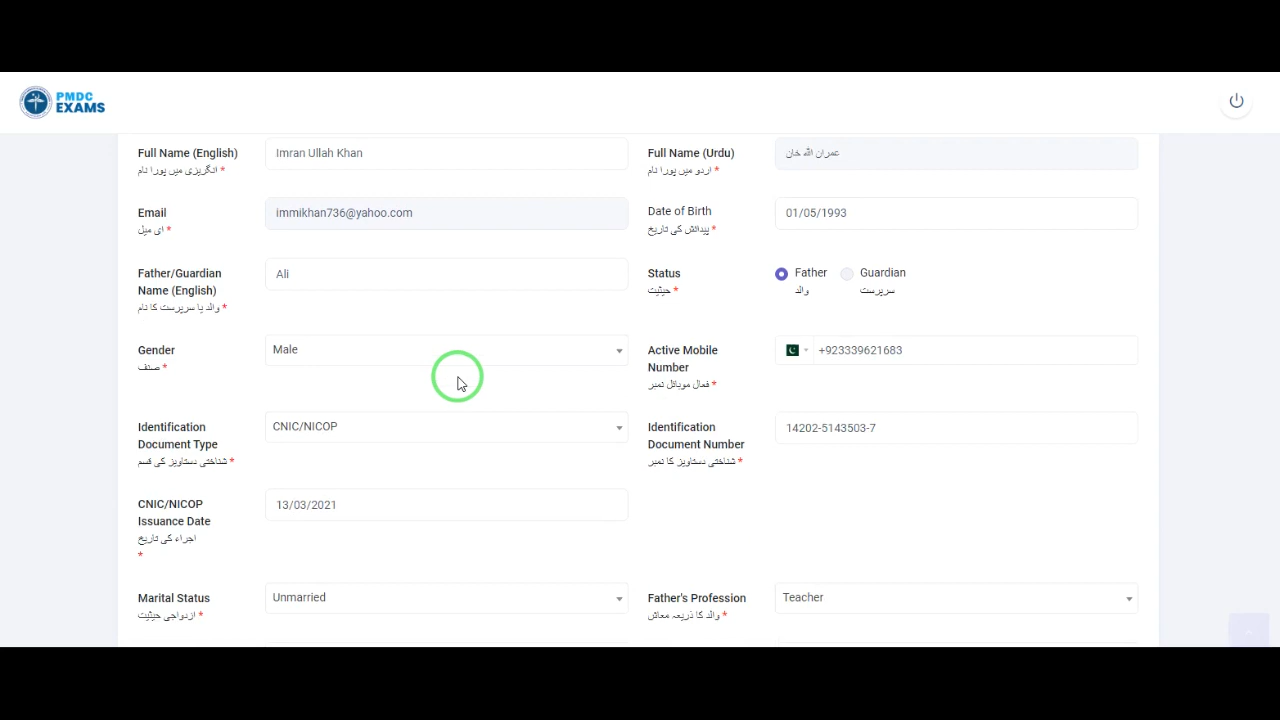 PMDC
EXAMS
Full Name (English)
انگریزی میں پورا نام *
Imran Ullah Khan
Full Name (Urdu)
اردو میں پورا نام *
عمران اللہ خان
Email
ای میل *
immikhan736@yahoo.com
Date of Birth
پیدائش کی تاریخ *
01/05/1993
Father/Guardian
Name (English)
والد یا سرپرست کا نام *
Ali
Status
حیثیت *
Father
والد
Guardian
سرپرست
Gender
صنف *
Male
Active Mobile
Number
فعال موبائل نمبر *
+923339621683
Identification
Document Type
شناختی دستاویز کی قسم *
CNIC/NICOP
Identification
Document Number
شناختی دستاویز کا نمبر *
14202-5143503-7
CNIC/NICOP
Issuance Date
اجراء کی تاریخ
*
13/03/2021
Marital Status
ازدواجی حیثیت *
Unmarried
Father's Profession
والد کا ذریعہ معاش *
Teacher